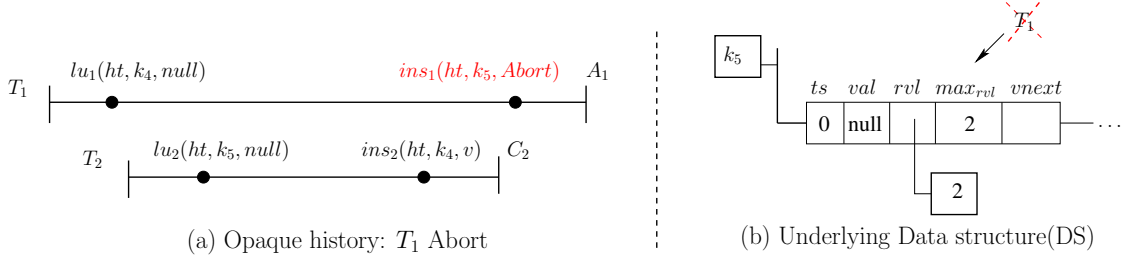 lu₁(ht, k₄, null)
ins₁(ht, k₅, Abort)
A₁
T₁
T₂
lu₂(ht, k₅, null)
ins₂(ht, k₄, v)
C₂
(a) Opaque history: T₁ Abort
T₁
k₅
ts val rvl max_rvl vnext
0 null 2 ...
2
(b) Underlying Data structure(DS)